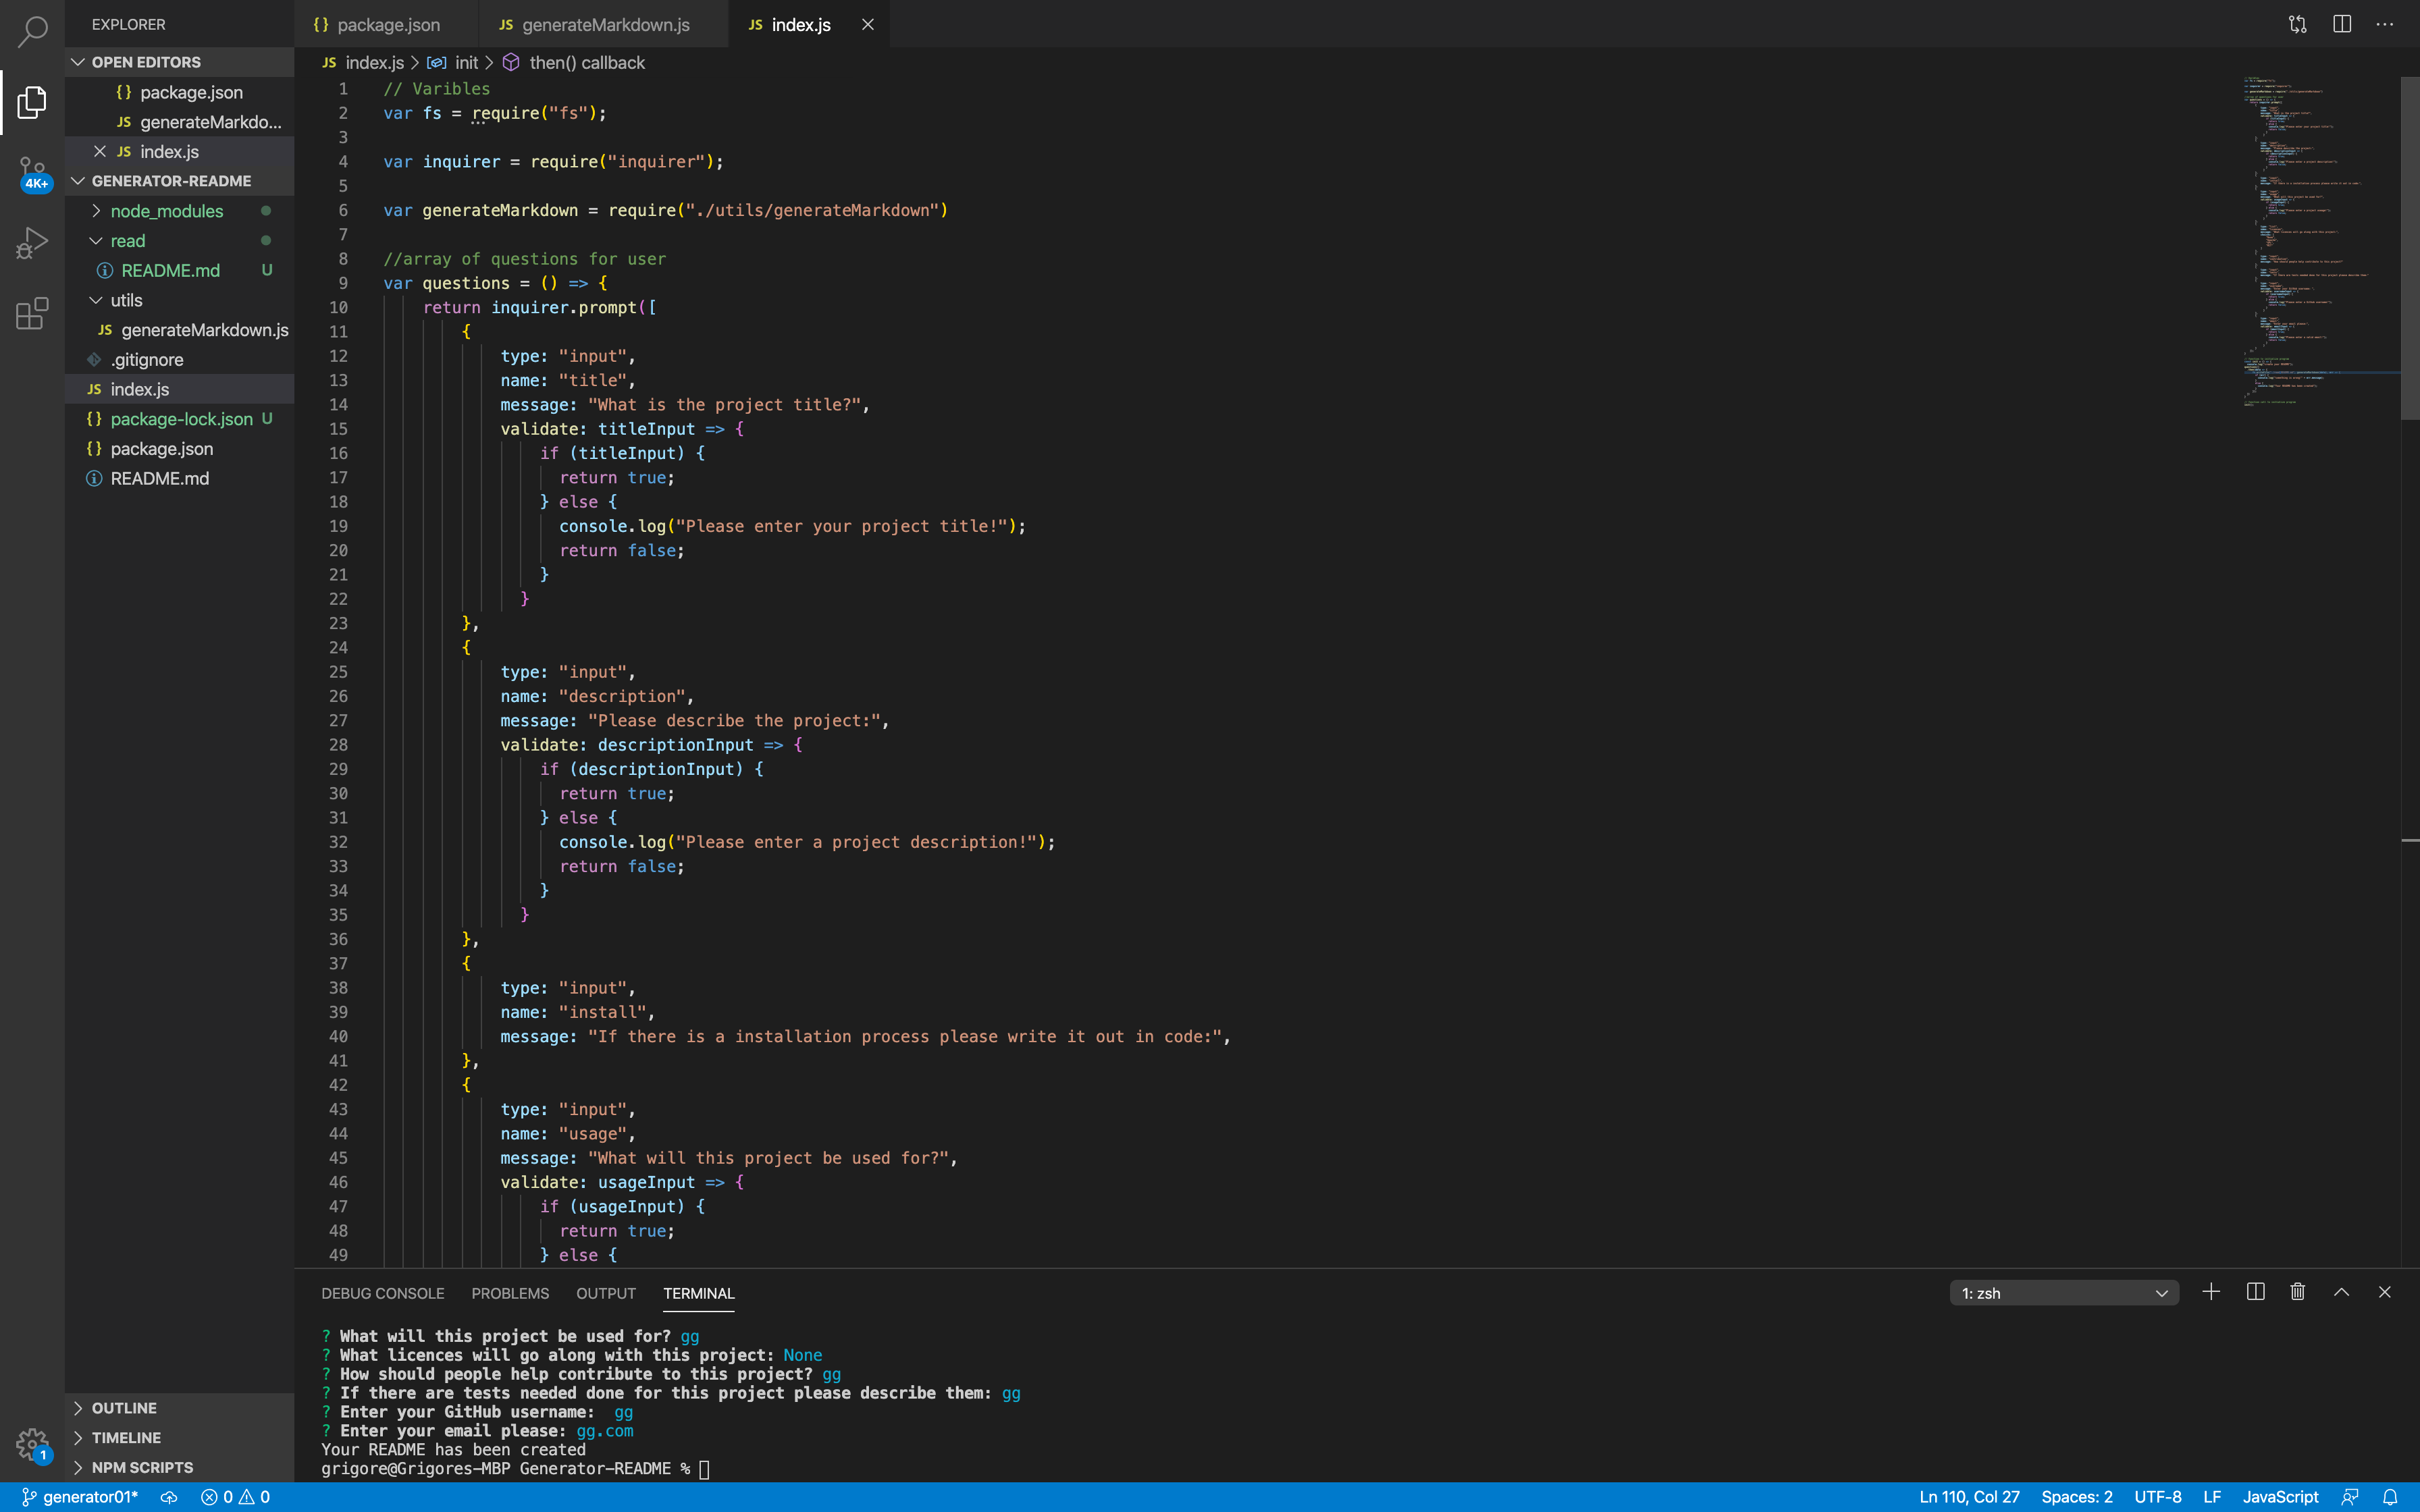 EXPLORER
OPEN EDITORS
{} package.json
JS generateMarkdo...
JS index.js
GENERATOR-README
node_modules
read
README.md U
utils
JS generateMarkdown.js
.gitignore
JS index.js
{} package-lock.json U
{} package.json
README.md
OUTLINE
TIMELINE
NPM SCRIPTS
4K+
1
{} package.json
JS generateMarkdown.js
JS index.js
JS index.js > init > then() callback
1 // Varibles
2 var fs = require("fs");
3
4 var inquirer = require("inquirer");
5
6 var generateMarkdown = require("./utils/generateMarkdown")
7
8 //array of questions for user
9 var questions = () => {
10 return inquirer.prompt([
11 {
12 type: "input",
13 name: "title",
14 message: "What is the project title?",
15 validate: titleInput => {
16 if (titleInput) {
17 return true;
18 } else {
19 console.log("Please enter your project title!");
20 return false;
21 }
22 }
23 },
24 {
25 type: "input",
26 name: "description",
27 message: "Please describe the project:",
28 validate: descriptionInput => {
29 if (descriptionInput) {
30 return true;
31 } else {
32 console.log("Please enter a project description!");
33 return false;
34 }
35 }
36 },
37 {
38 type: "input",
39 name: "install",
40 message: "If there is a installation process please write it out in code:",
41 },
42 {
43 type: "input",
44 name: "usage",
45 message: "What will this project be used for?",
46 validate: usageInput => {
47 if (usageInput) {
48 return true;
49 } else {
DEBUG CONSOLE PROBLEMS OUTPUT TERMINAL
1: zsh
? What will this project be used for? gg
? What licences will go along with this project: None
? How should people help contribute to this project? gg
? If there are tests needed done for this project please describe them: gg
? Enter your GitHub username: gg
? Enter your email please: gg.com
Your README has been created
grigore@Grigores-MBP Generator-README %
generator01* 0 0
Ln 110, Col 27 Spaces: 2 UTF-8 LF JavaScript